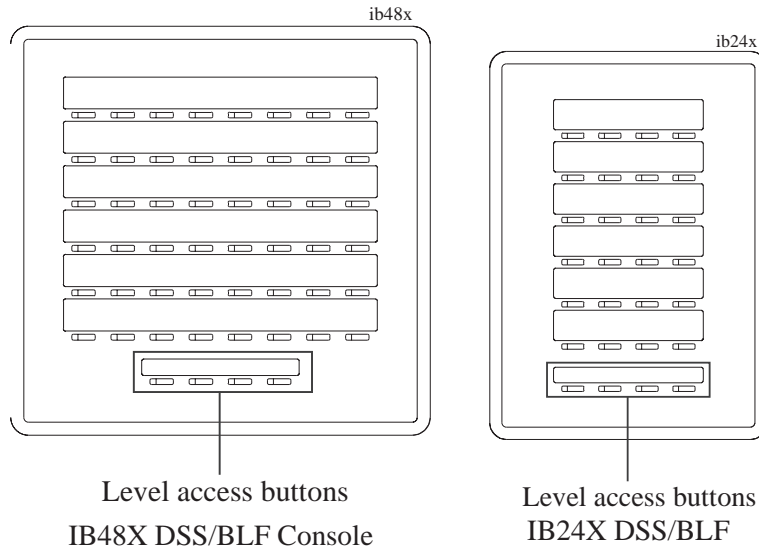 ib48x
ib24x
Level access buttons
IB48X DSS/BLF Console
Level access buttons
IB24X DSS/BLF